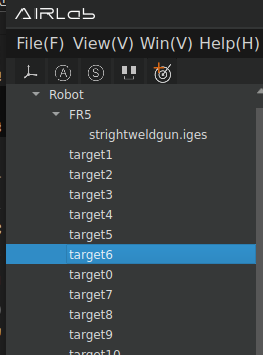 AIRLab
File(F) View(V) Win(V) Help(H)
A S
Robot
FR5
strightweldgun.iges
target1
target2
target3
target4
target5
target6
target0
target7
target8
target9
target10